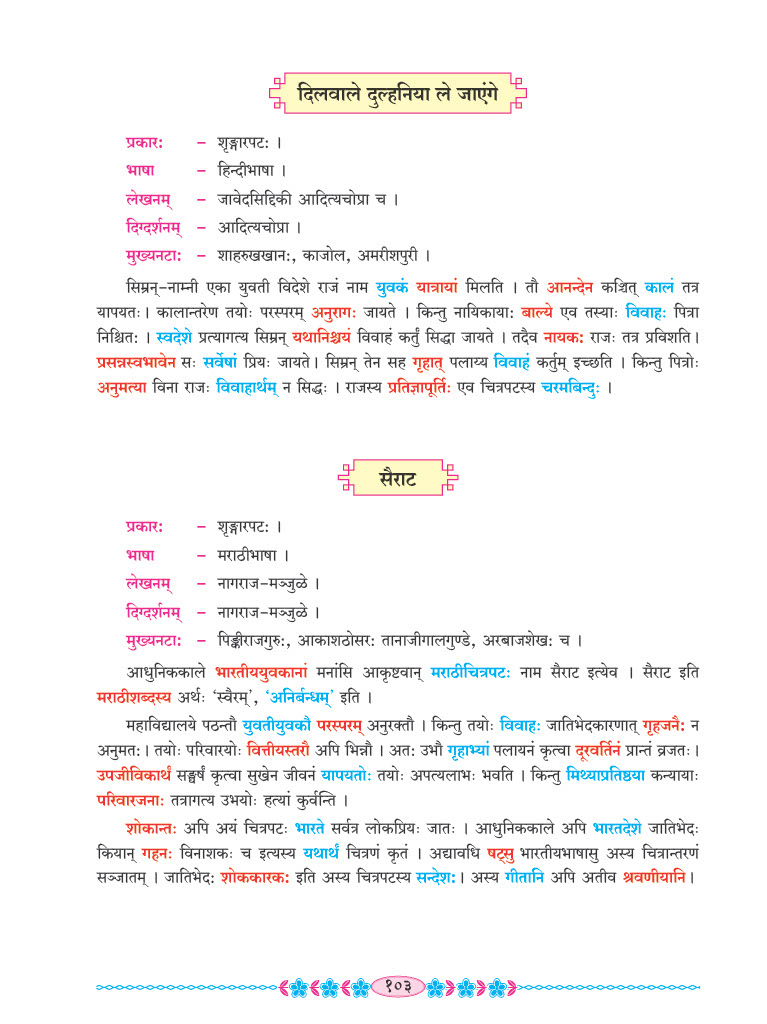 दिलवाले दुल्हनिया ले जाएंगे
प्रकारः – शृङ्गारपटः ।
भाषा – हिन्दीभाषा ।
लेखनम् – जावेदसिद्दिकी आदित्यचोप्रा च ।
दिग्दर्शनम् – आदित्यचोप्रा ।
मुख्यनटाः – शाहरुखखानः, काजोल, अमरीशपुरी ।
सिम्रन्-नाम्नी एका युवती विदेशे राजं नाम युवकं यात्रायां मिलति । तौ आनन्देन कञ्चित् कालं तत्र
यापयतः । कालान्तरेण तयोः परस्परम् अनुरागः जायते । किन्तु नायिकायाः बाल्ये एव तस्याः विवाहः पित्रा
निश्चितः । स्वदेशे प्रत्यागत्य सिम्रन् यथानिश्चयं विवाहं कर्तुं सिद्धा जायते । तदैव नायकः राजः तत्र प्रविशति ।
प्रसन्नस्वभावेन सः सर्वेषां प्रियः जायते । सिम्रन् तेन सह गृहात् पलाय्य विवाहं कर्तुम् इच्छति । किन्तु पित्रोः
अनुमत्या विना राजः विवाहार्थम् न सिद्धः । राजस्य प्रतिज्ञापूर्तिः एव चित्रपटस्य चरमबिन्दुः ।
सैराट
प्रकारः – शृङ्गारपटः ।
भाषा – मराठीभाषा ।
लेखनम् – नागराज-मञ्जुळे ।
दिग्दर्शनम् – नागराज-मञ्जुळे ।
मुख्यनटाः – पिङ्कीराजगुरुः, आकाशठोसरः तानाजीगालगुण्डे, अरबाजशेखः च ।
आधुनिककाले भारतीययुवकानां मनांसि आकृष्टवान् मराठीचित्रपटः नाम सैराट इत्येव । सैराट इति
मराठीशब्दस्य अर्थः ‘स्वैरम्’, ‘अनिर्बन्धम्’ इति ।
महाविद्यालये पठन्तौ युवतीयुवकौ परस्परम् अनुरक्तौ । किन्तु तयोः विवाहः जातिभेदकारणात् गृहजनैः न
अनुमतः । तयोः परिवारयोः वित्तीयस्तरौ अपि भिन्नौ । अतः उभौ गृहाभ्यां पलायनं कृत्वा दूरवर्तिनं प्रान्तं व्रजतः ।
उपजीविकार्थं सङ्घर्षं कृत्वा सुखेन जीवनं यापयतोः तयोः अपत्यलाभः भवति । किन्तु मिथ्याप्रतिष्ठया कन्यायाः
परिवारजनाः तत्रागत्य उभयोः हत्यां कुर्वन्ति ।
शोकान्तः अपि अयं चित्रपटः भारते सर्वत्र लोकप्रियः जातः । आधुनिककाले अपि भारतदेशे जातिभेदः
कियान् गहनः विनाशकः च इत्यस्य यथार्थं चित्रणं कृतं । अद्यावधि षट्सु भारतीयभाषासु अस्य चित्रान्तरणं
सञ्जातम् । जातिभेदः शोककारकः इति अस्य चित्रपटस्य सन्देशः । अस्य गीतानि अपि अतीव श्रवणीयानि ।
१०३